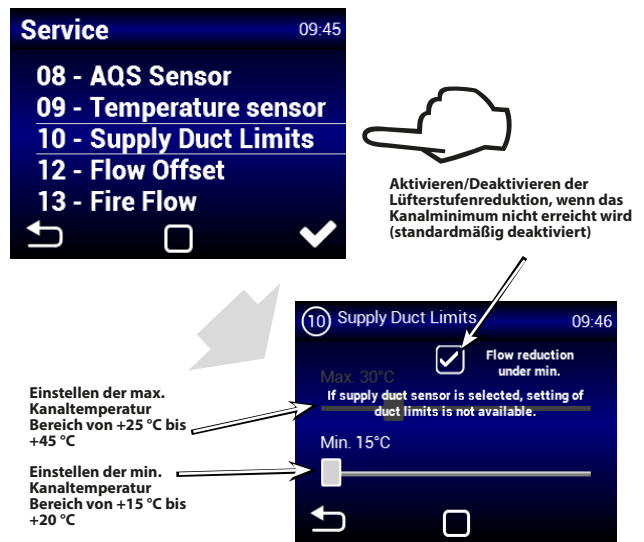 Service 09:45
08 - AQS Sensor
09 - Temperature sensor
10 - Supply Duct Limits
12 - Flow Offset
13 - Fire Flow
Aktivieren/Deaktivieren der
Lüfterstufenreduktion, wenn das
Kanalminimum nicht erreicht wird
(standardmäßig deaktiviert)
10 Supply Duct Limits 09:46
Flow reduction
under min.
Max. 30°C
If supply duct sensor is selected, setting of
duct limits is not available.
Min. 15°C
Einstellen der max.
Kanaltemperatur
Bereich von +25 °C bis
+45 °C
Einstellen der min.
Kanaltemperatur
Bereich von +15 °C bis
+20 °C